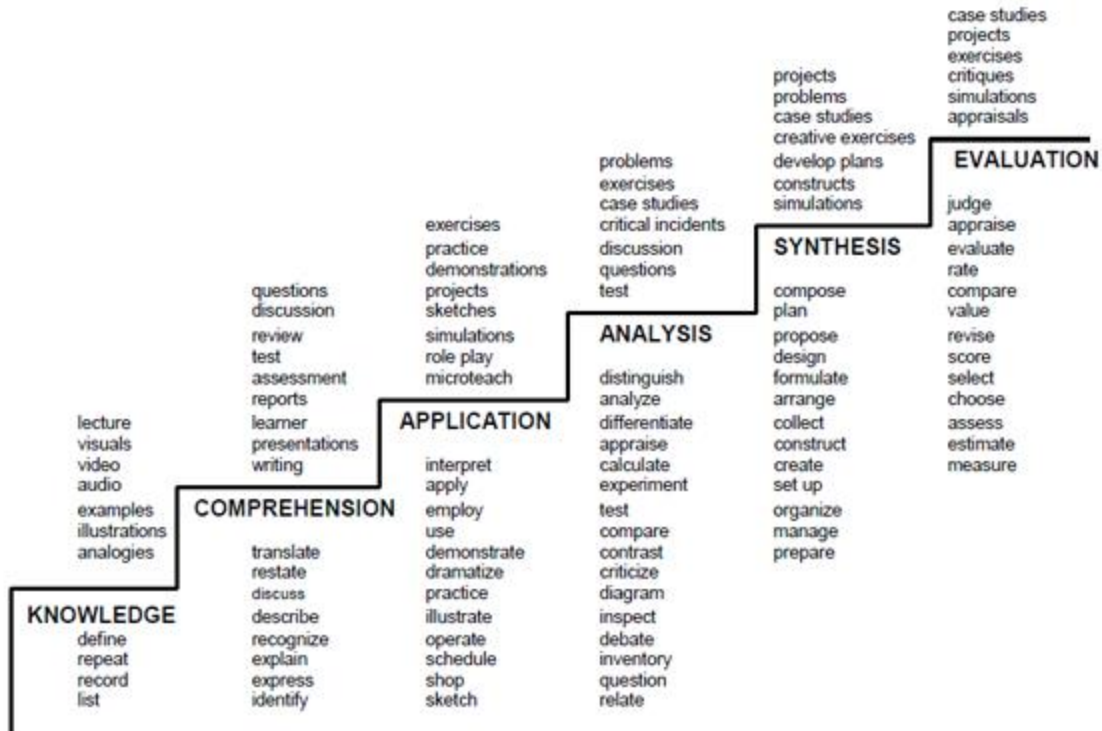 lecture
visuals
video
audio
examples
illustrations
analogies
KNOWLEDGE
define
repeat
record
list
questions
discussion
review
test
assessment
reports
learner
presentations
writing
COMPREHENSION
translate
restate
discuss
describe
recognize
explain
express
identify
exercises
practice
demonstrations
projects
sketches
simulations
role play
microteach
APPLICATION
interpret
apply
employ
use
demonstrate
dramatize
practice
illustrate
operate
schedule
shop
sketch
problems
exercises
case studies
critical incidents
discussion
questions
test
ANALYSIS
distinguish
analyze
differentiate
appraise
calculate
experiment
test
compare
contrast
criticize
diagram
inspect
debate
inventory
question
relate
projects
problems
case studies
creative exercises
develop plans
constructs
simulations
SYNTHESIS
compose
plan
propose
design
formulate
arrange
collect
construct
create
set up
organize
manage
prepare
case studies
projects
exercises
critiques
simulations
appraisals
EVALUATION
judge
appraise
evaluate
rate
compare
value
revise
score
select
choose
assess
estimate
measure